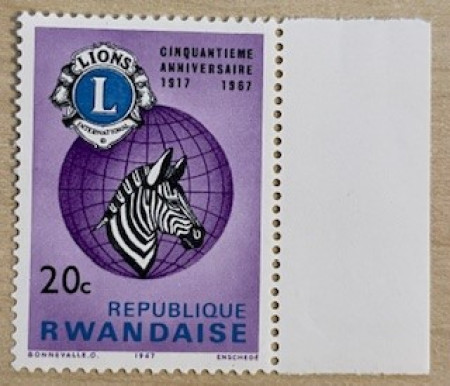 LIONS
L
INTERNATIONAL
CINQUANTIEME
ANNIVERSAIRE
1917 1967
20c
REPUBLIQUE
RWANDAISE
BONNEVALLE.O. 1967 ENSCHEDE